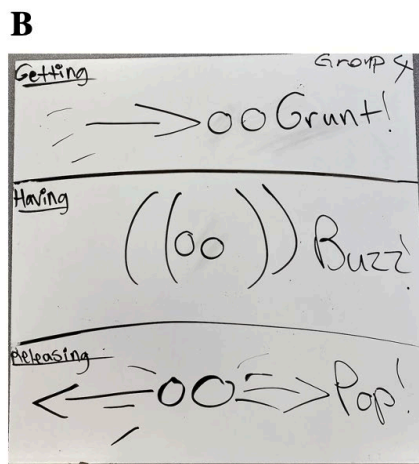 B
Group 4
Getting
Grunt!
Having
Buzz!
Releasing
Pop!